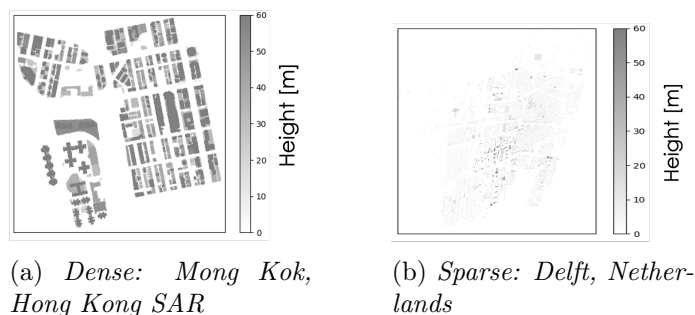 60
50
40
30
20
10
0
Height [m]
60
50
40
30
20
10
0
Height [m]
(a) Dense: Mong Kok,
Hong Kong SAR
(b) Sparse: Delft, Nether-
lands